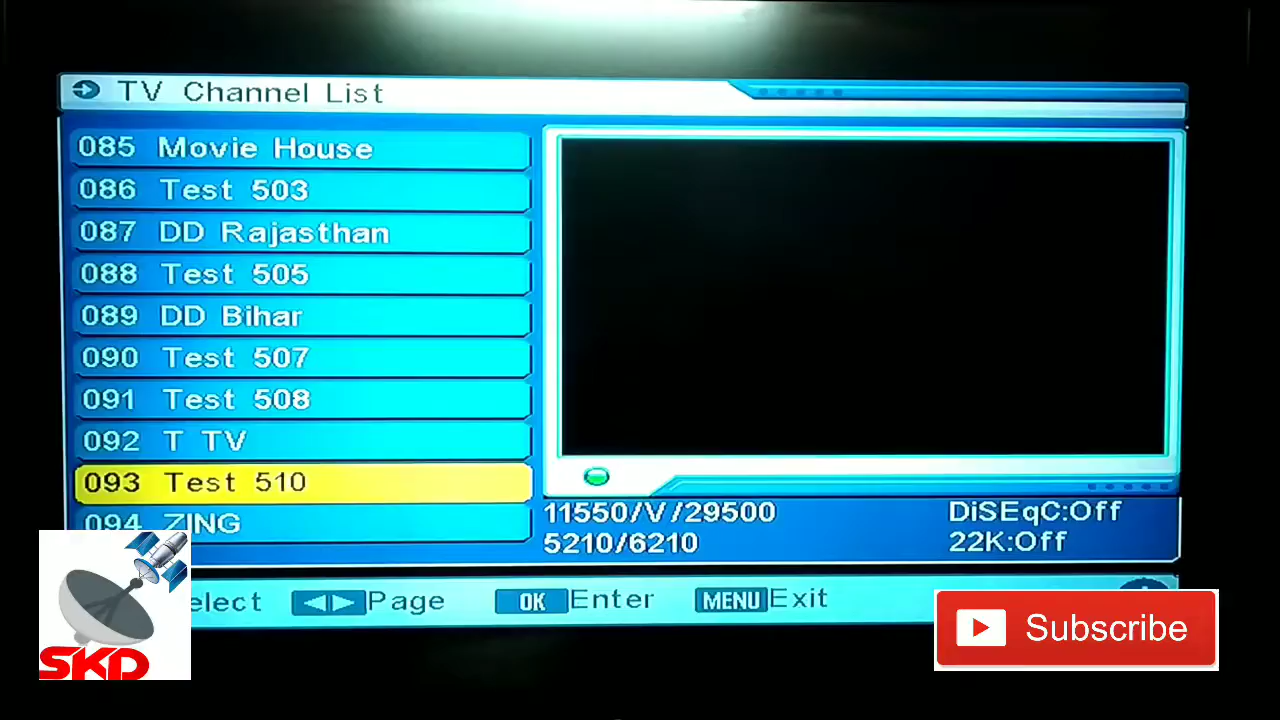 TV Channel List
085 Movie House
086 Test 503
087 DD Rajasthan
088 Test 505
089 DD Bihar
090 Test 507
091 Test 508
092 T TV
093 Test 510
094 ZING
11550/V/29500
DiSEqC:Off
5210/6210
22K:Off
elect Page OK Enter MENU Exit
SKD
Subscribe